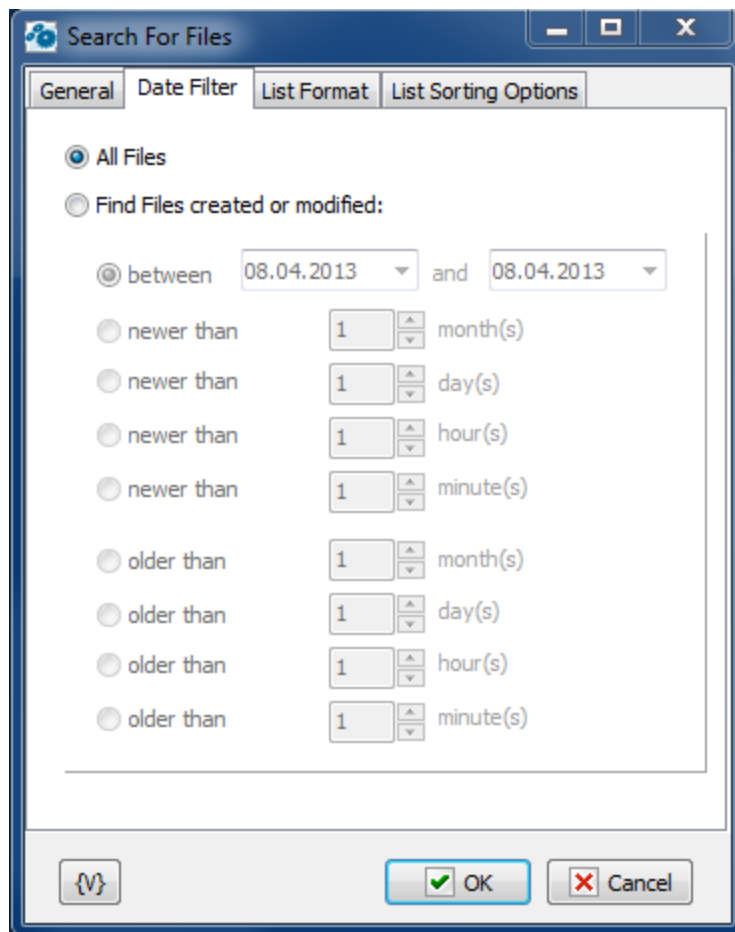 Search For Files
General Date Filter List Format List Sorting Options
All Files
Find Files created or modified:
between 08.04.2013 and 08.04.2013
newer than 1 month(s)
newer than 1 day(s)
newer than 1 hour(s)
newer than 1 minute(s)
older than 1 month(s)
older than 1 day(s)
older than 1 hour(s)
older than 1 minute(s)
{V} OK Cancel